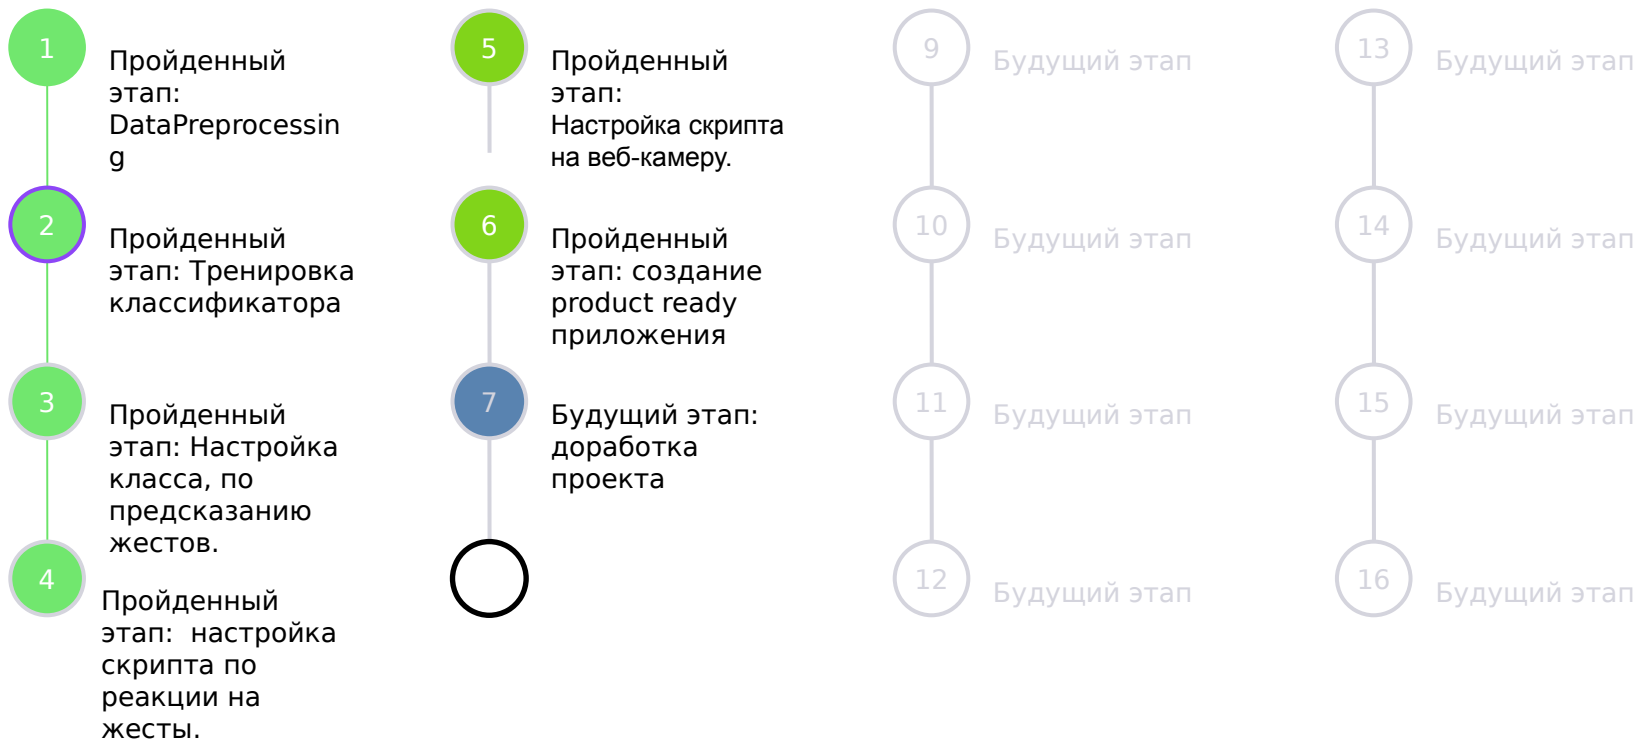 1
Пройденный
этап:
DataPreprocessin
g
2
Пройденный
этап: Тренировка
классификатора
3
Пройденный
этап: Настройка
класса, по
предсказанию
жестов.
4
Пройденный
этап:  настройка
скрипта по
реакции на
жесты.
5
Пройденный
этап:
Настройка скрипта
на веб-камеру.
6
Пройденный
этап: создание
product ready
приложения
7
Будущий этап:
доработка
проекта
9
Будущий этап
10
Будущий этап
11
Будущий этап
12
Будущий этап
13
Будущий этап
14
Будущий этап
15
Будущий этап
16
Будущий этап